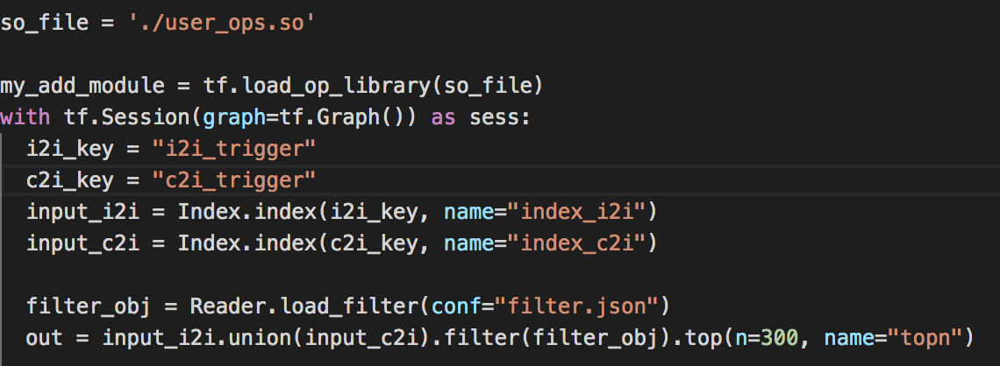 so_file = './user_ops.so'
my_add_module = tf.load_op_library(so_file)
with tf.Session(graph=tf.Graph()) as sess:
i2i_key = "i2i_trigger"
c2i_key = "c2i_trigger"
input_i2i = Index.index(i2i_key, name="index_i2i")
input_c2i = Index.index(c2i_key, name="index_c2i")
filter_obj = Reader.load_filter(conf="filter.json")
out = input_i2i.union(input_c2i).filter(filter_obj).top(n=300, name="topn")